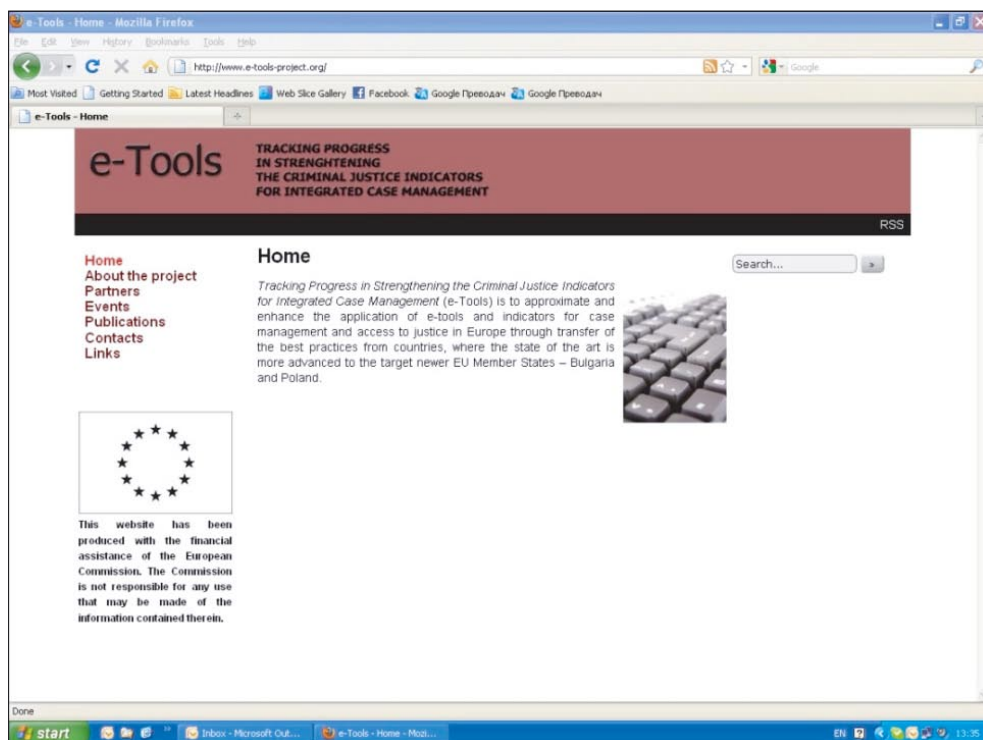 e-Tools - Home - Mozilla Firefox
File Edit View History Bookmarks Tools Help
http://www.e-tools-project.org/
Google
Most Visited Getting Started Latest Headlines Web Slice Gallery Facebook Google Преводач Google Преводач
e-Tools - Home
e-Tools
TRACKING PROGRESS
IN STRENGHTENING
THE CRIMINAL JUSTICE INDICATORS
FOR INTEGRATED CASE MANAGEMENT
RSS
Home
About the project
Partners
Events
Publications
Contacts
Links
Home
Tracking Progress in Strengthening the Criminal Justice Indicators
for Integrated Case Management (e-Tools) is to approximate and
enhance the application of e-tools and indicators for case
management and access to justice in Europe through transfer of
the best practices from countries, where the state of the art is
more advanced to the target newer EU Member States – Bulgaria
and Poland.
Search...
»
This website has been
produced with the financial
assistance of the European
Commission. The Commission
is not responsible for any use
that may be made of the
information contained therein.
Done
start
Inbox - Microsoft Out...
e-Tools - Home - Mozi...
EN
13:35